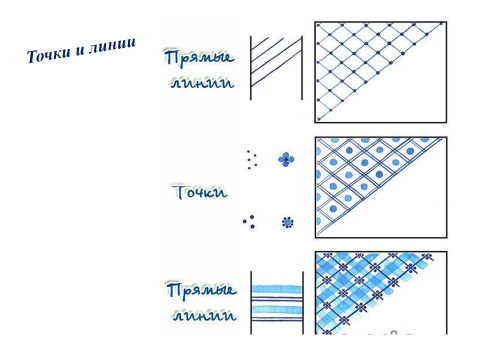 Точки и линии
Прямые
линии
Точки
Прямые
линии